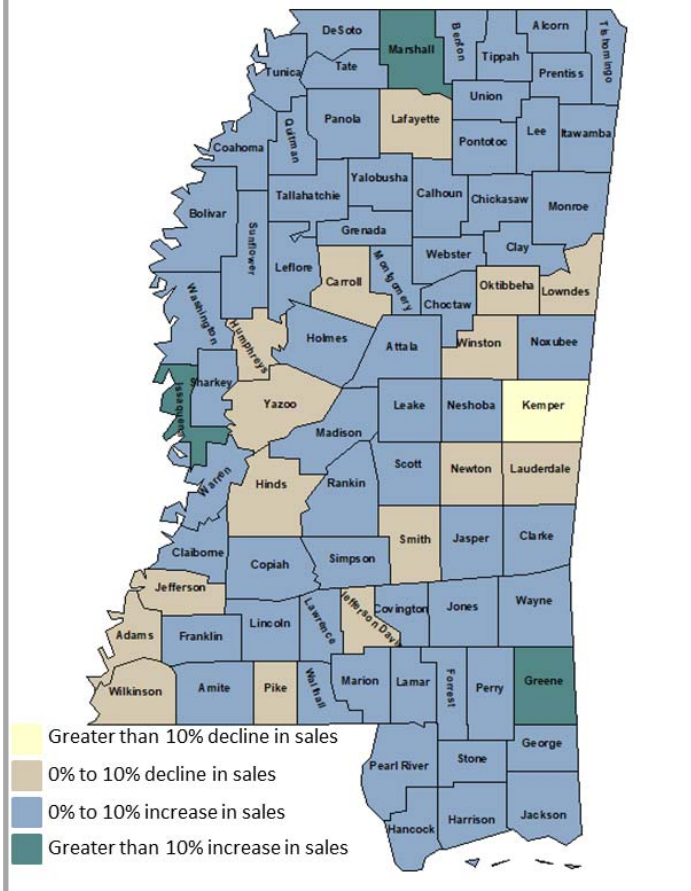 DeSoto
Marshall
Benton
Tippah
Alcorn
Tishomingo
Tunica
Tate
Prentiss
Union
Panola
Lafayette
Quitman
Coahoma
Pontotoc
Lee
Itawamba
Yalobusha
Tallahatchie
Calhoun
Chickasaw
Monroe
Bolivar
Sunflower
Grenada
Leflore
Webster
Clay
Carroll
Montgomery
Oktibbeha
Lowndes
Choctaw
Washington
Humphreys
Holmes
Attala
Winston
Noxubee
Sharkey
Issaquena
Yazoo
Leake
Neshoba
Kemper
Madison
Warren
Hinds
Rankin
Scott
Newton
Lauderdale
Claiborne
Copiah
Simpson
Smith
Jasper
Clarke
Jefferson
Adams
Franklin
Lincoln
Lawrence
Jefferson Davis
Covington
Jones
Wayne
Wilkinson
Amite
Pike
Walthall
Marion
Lamar
Forrest
Perry
Greene
Pearl River
Stone
George
Hancock
Harrison
Jackson
Greater than 10% decline in sales
0% to 10% decline in sales
0% to 10% increase in sales
Greater than 10% increase in sales